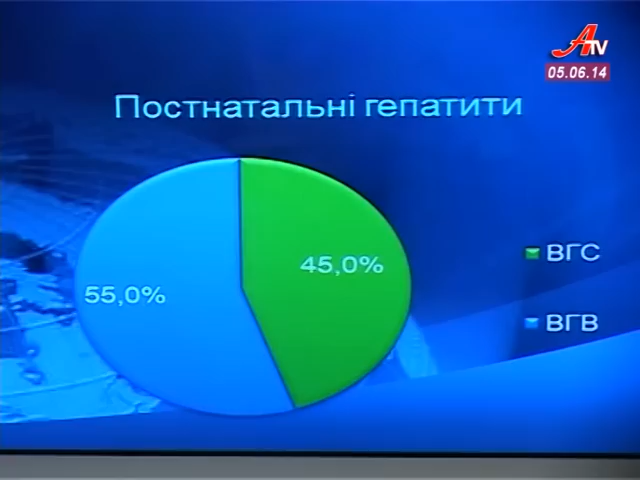 ATV
05.06.14
Постнатальні гепатити
45,0%
55,0%
ВГС
ВГВ